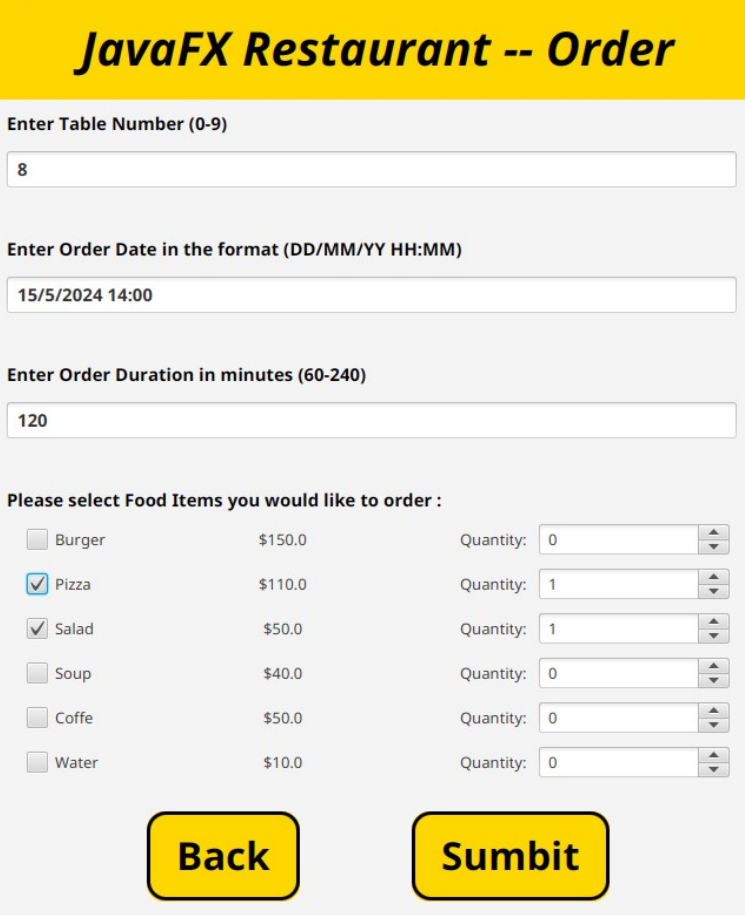 JavaFX Restaurant -- Order
Enter Table Number (0-9)
8
Enter Order Date in the format (DD/MM/YY HH:MM)
15/5/2024 14:00
Enter Order Duration in minutes (60-240)
120
Please select Food Items you would like to order :
Burger $150.0 Quantity: 0
Pizza $110.0 Quantity: 1
Salad $50.0 Quantity: 1
Soup $40.0 Quantity: 0
Coffe $50.0 Quantity: 0
Water $10.0 Quantity: 0
Back Sumbit